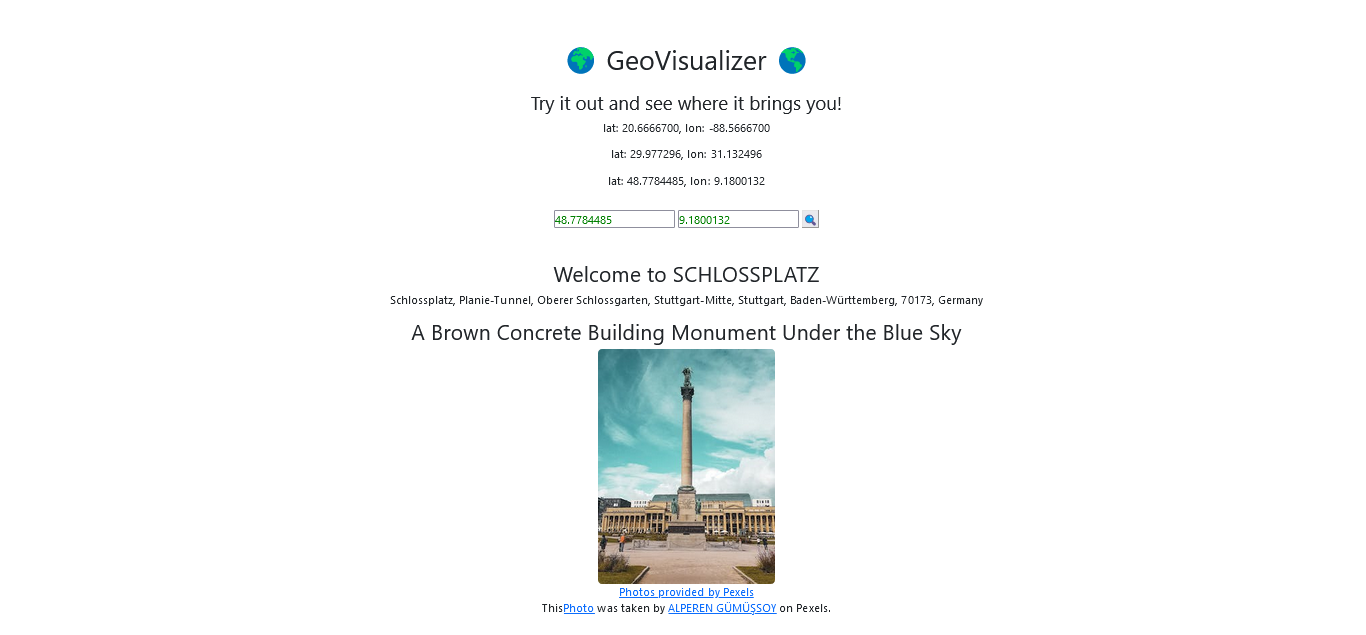 GeoVisualizer
Try it out and see where it brings you!
lat: 20.6666700, lon: -88.5666700
lat: 29.977296, lon: 31.132496
lat: 48.7784485, lon: 9.1800132
48.7784485 9.1800132
Welcome to SCHLOSSPLATZ
Schlossplatz, Planie-Tunnel, Oberer Schlossgarten, Stuttgart-Mitte, Stuttgart, Baden-Württemberg, 70173, Germany
A Brown Concrete Building Monument Under the Blue Sky
Photos provided by Pexels
ThisPhoto was taken by ALPEREN GÜMÜŞSOY on Pexels.